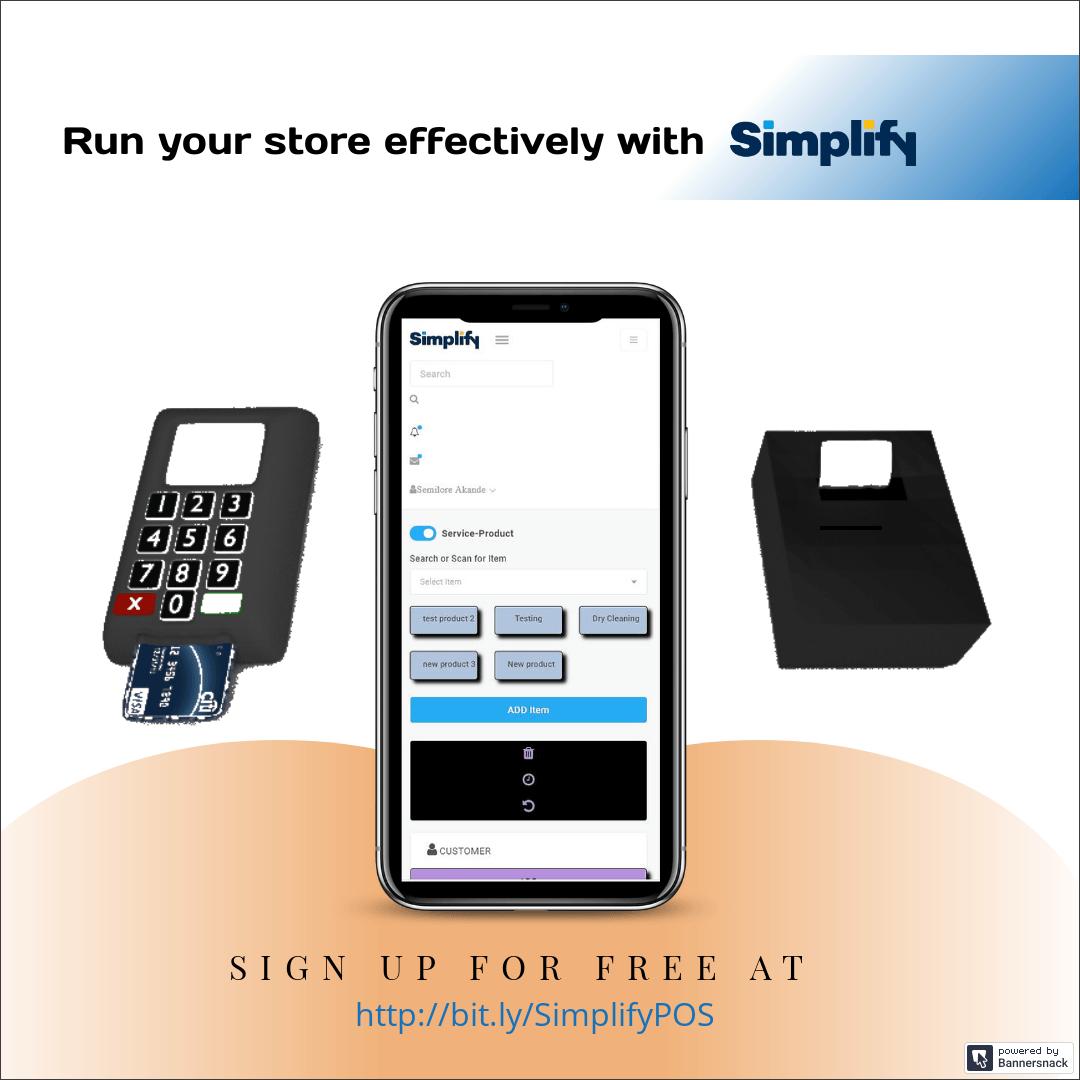 Run your store effectively with Simplify
Simplify
Search
Semilore Akande
Service-Product
Search or Scan for Item
Select Item
test product 2
Testing
Dry Cleaning
new product 3
New product
ADD Item
CUSTOMER
1 2 3
4 5 6
7 8 9
X 0
VISA
citi
SIGN UP FOR FREE AT
http://bit.ly/SimplifyPOS
powered by
Bannersnack